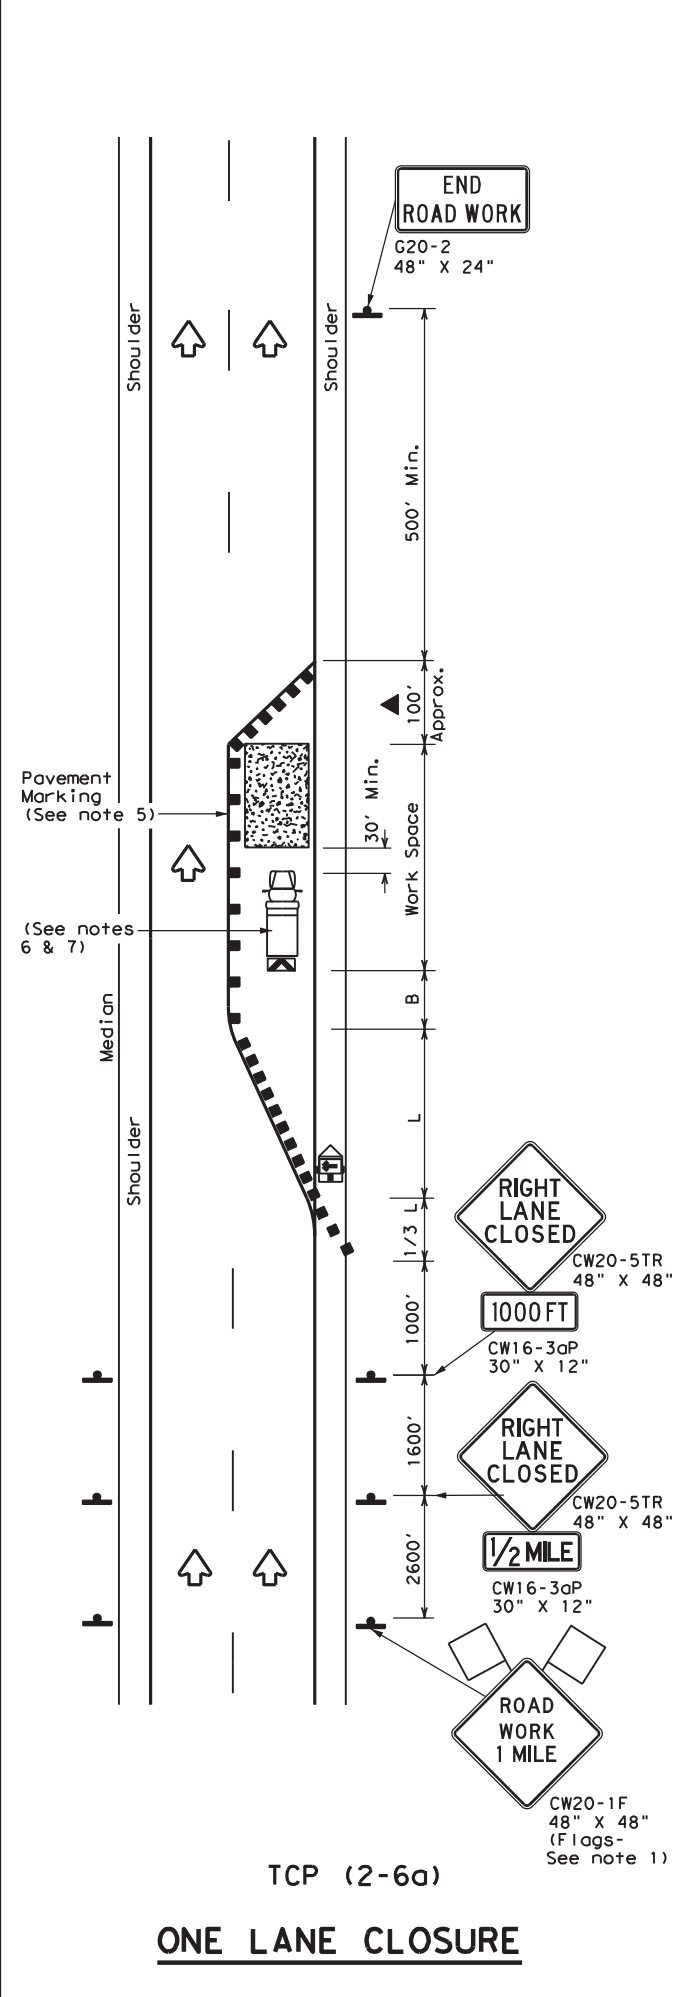 END
ROAD WORK
G20-2
48" X 24"
Shoulder
Shoulder
500' Min.
100'
Approx.
Pavement
Marking
(See note 5)
30' Min.
Work Space
(See notes
6 & 7)
B
Median
L
Shoulder
1/3 L
RIGHT
LANE
CLOSED
CW20-5TR
48" X 48"
1000 FT
CW16-3aP
30" X 12"
1000'
1600'
RIGHT
LANE
CLOSED
CW20-5TR
48" X 48"
1/2 MILE
CW16-3aP
30" X 12"
2600'
ROAD
WORK
1 MILE
CW20-1F
48" X 48"
(Flags-
See note 1)
TCP (2-6a)
ONE LANE CLOSURE